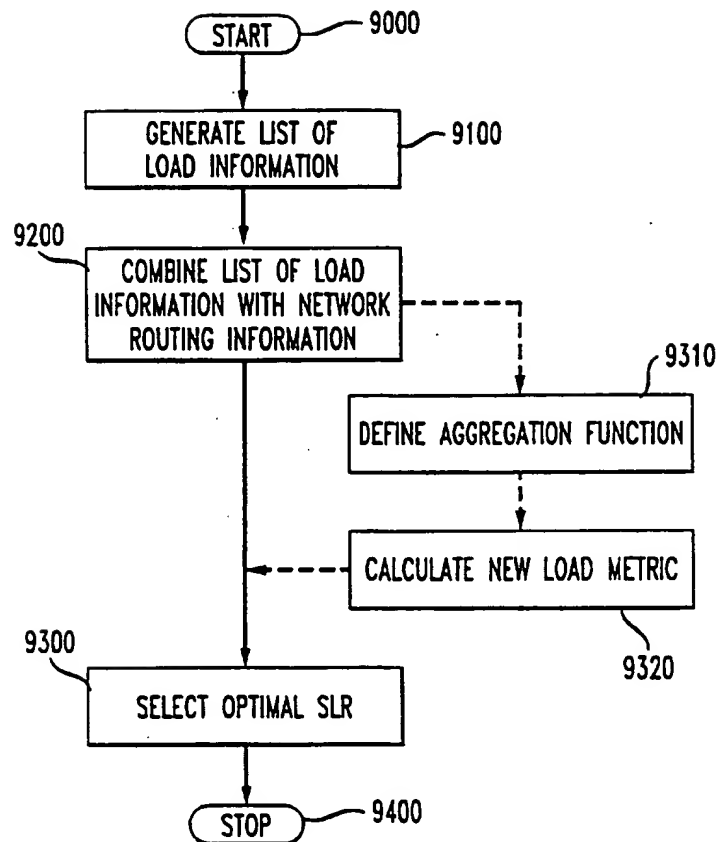 START
9000
GENERATE LIST OF
LOAD INFORMATION
9100
9200
COMBINE LIST OF LOAD
INFORMATION WITH NETWORK
ROUTING INFORMATION
9310
DEFINE AGGREGATION FUNCTION
CALCULATE NEW LOAD METRIC
9320
9300
SELECT OPTIMAL SLR
STOP
9400